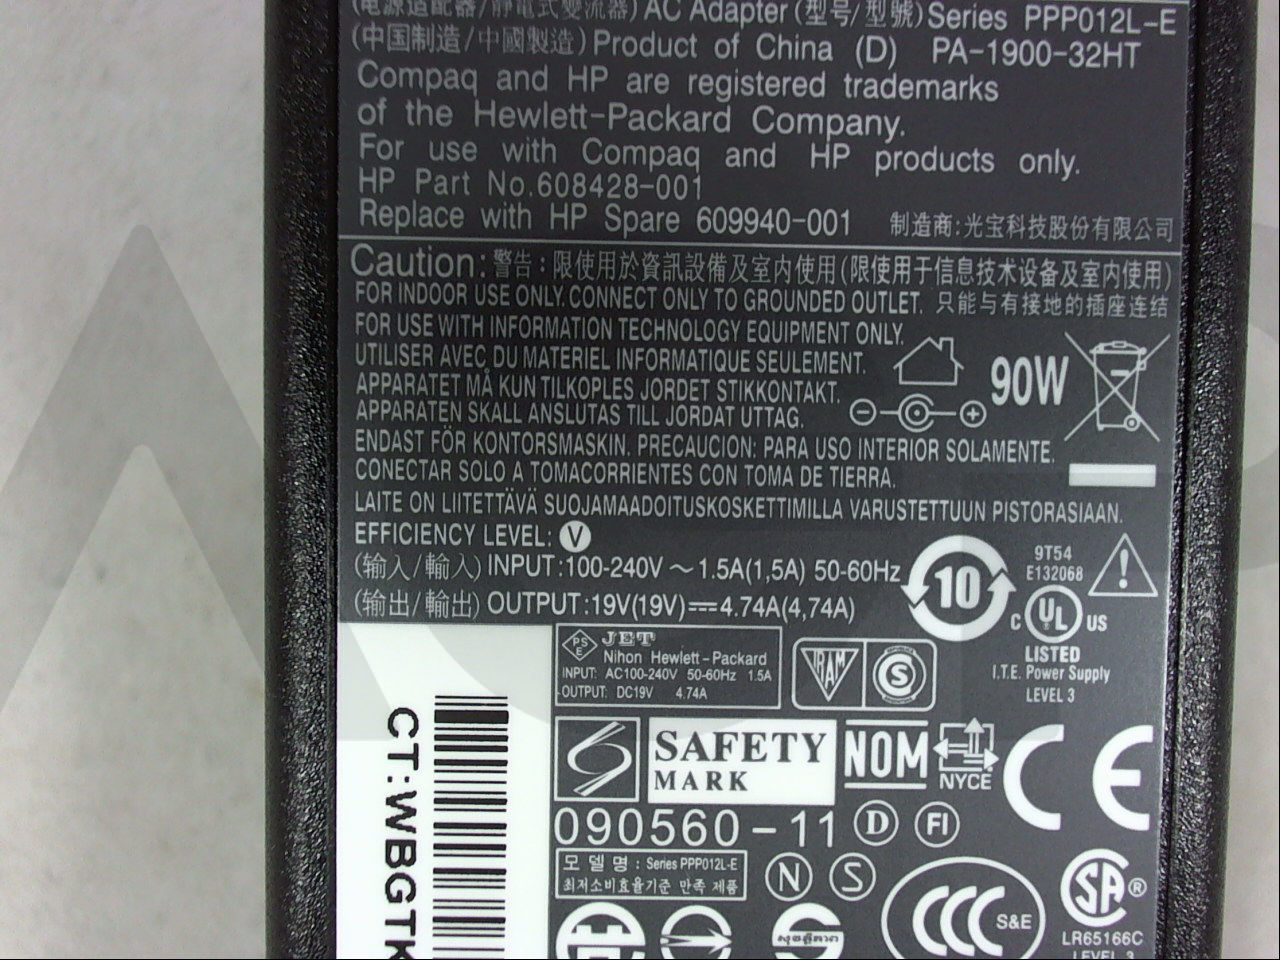 (电源适配器/靜電式變流器) AC Adapter (型号/型號) Series PPP012L-E
(中国制造/中國製造) Product of China (D) PA-1900-32HT
Compaq and HP are registered trademarks
of the Hewlett-Packard Company.
For use with Compaq and HP products only.
HP Part No.608428-001
Replace with HP Spare 609940-001 制造商:光宝科技股份有限公司
Caution: 警告:限使用於資訊設備及室内使用(限使用于信息技术设备及室内使用)
FOR INDOOR USE ONLY.CONNECT ONLY TO GROUNDED OUTLET. 只能与有接地的插座连结
FOR USE WITH INFORMATION TECHNOLOGY EQUIPMENT ONLY.
UTILISER AVEC DU MATERIEL INFORMATIQUE SEULEMENT.
APPARATET MÅ KUN TILKOPLES JORDET STIKKONTAKT.
90W
APPARATEN SKALL ANSLUTAS TILL JORDAT UTTAG.
ENDAST FÖR KONTORSMASKIN. PRECAUCION: PARA USO INTERIOR SOLAMENTE.
CONECTAR SOLO A TOMACORRIENTES CON TOMA DE TIERRA.
LAITE ON LIITETTÄVÄ SUOJAMAADOITUSKOSKETTIMILLA VARUSTETTUUN PISTORASIAAN.
EFFICIENCY LEVEL: V
(输入/輸入) INPUT:100-240V ~ 1.5A(1,5A) 50-60Hz
(输出/輸出) OUTPUT:19V(19V)⎓4.74A(4,74A)
10
9T54
E132068
C UL US
LISTED
I.T.E. Power Supply
LEVEL 3
PSE JET
Nihon Hewlett-Packard
INPUT: AC100-240V 50-60Hz 1.5A
OUTPUT: DC19V 4.74A
IRAM S
SAFETY
MARK
NOM
NYCE
CE
090560-11 D FI
모델명: Series PPP012L-E
최저소비효율기준 만족 제품
N S
CCC S&E
SA®
LR65166C
LEVEL 3
CT:WBGTK